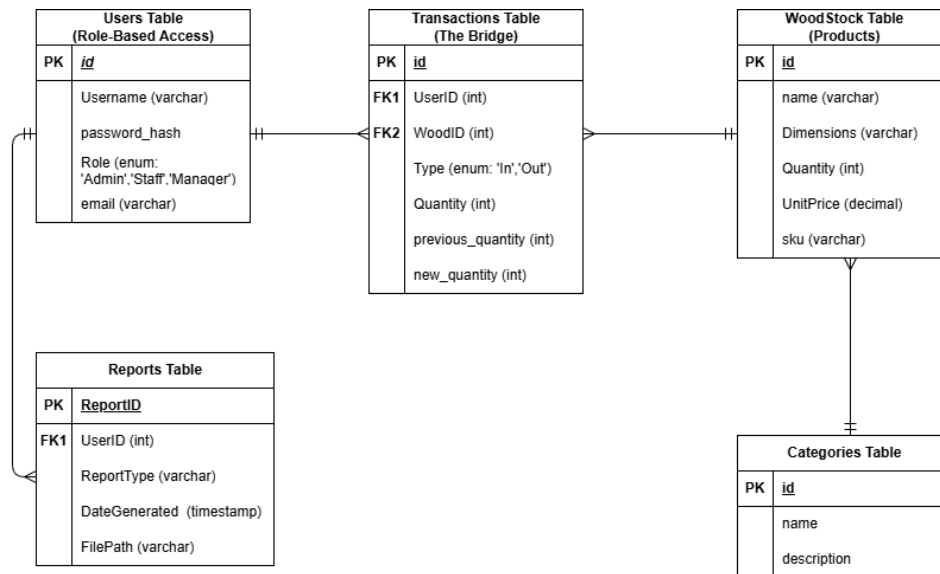 Users Table
(Role-Based Access)
PK id
Username (varchar)
password_hash
Role (enum:
'Admin','Staff','Manager')
email (varchar)
Transactions Table
(The Bridge)
PK id
FK1 UserID (int)
FK2 WoodID (int)
Type (enum: 'In','Out')
Quantity (int)
previous_quantity (int)
new_quantity (int)
WoodStock Table
(Products)
PK id
name (varchar)
Dimensions (varchar)
Quantity (int)
UnitPrice (decimal)
sku (varchar)
Reports Table
PK ReportID
FK1 UserID (int)
ReportType (varchar)
DateGenerated (timestamp)
FilePath (varchar)
Categories Table
PK id
name
description